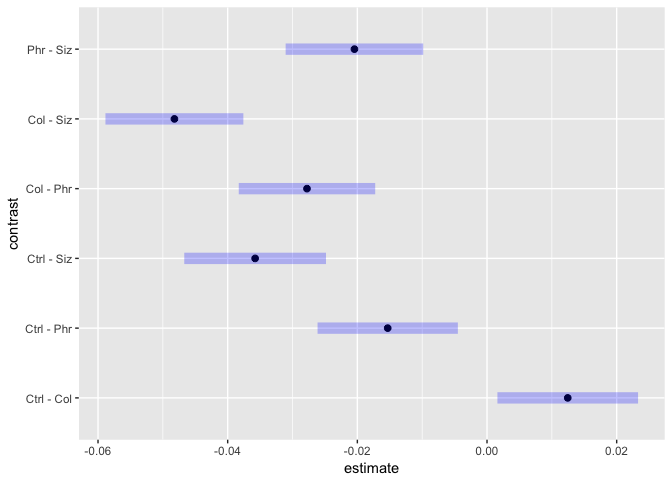 Phr - Siz
Col - Siz
Col - Phr
Ctrl - Siz
Ctrl - Phr
Ctrl - Col
contrast
-0.06 -0.04 -0.02 0.00 0.02
estimate